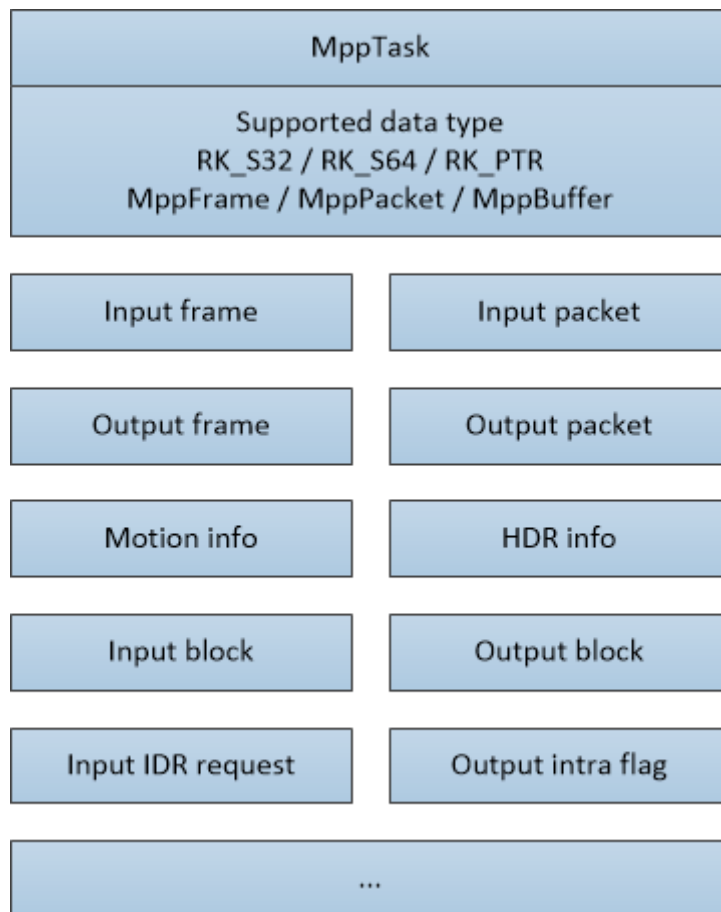 MppTask
Supported data type
RK_S32 / RK_S64 / RK_PTR
MppFrame / MppPacket / MppBuffer
Input frame
Input packet
Output frame
Output packet
Motion info
HDR info
Input block
Output block
Input IDR request
Output intra flag
...